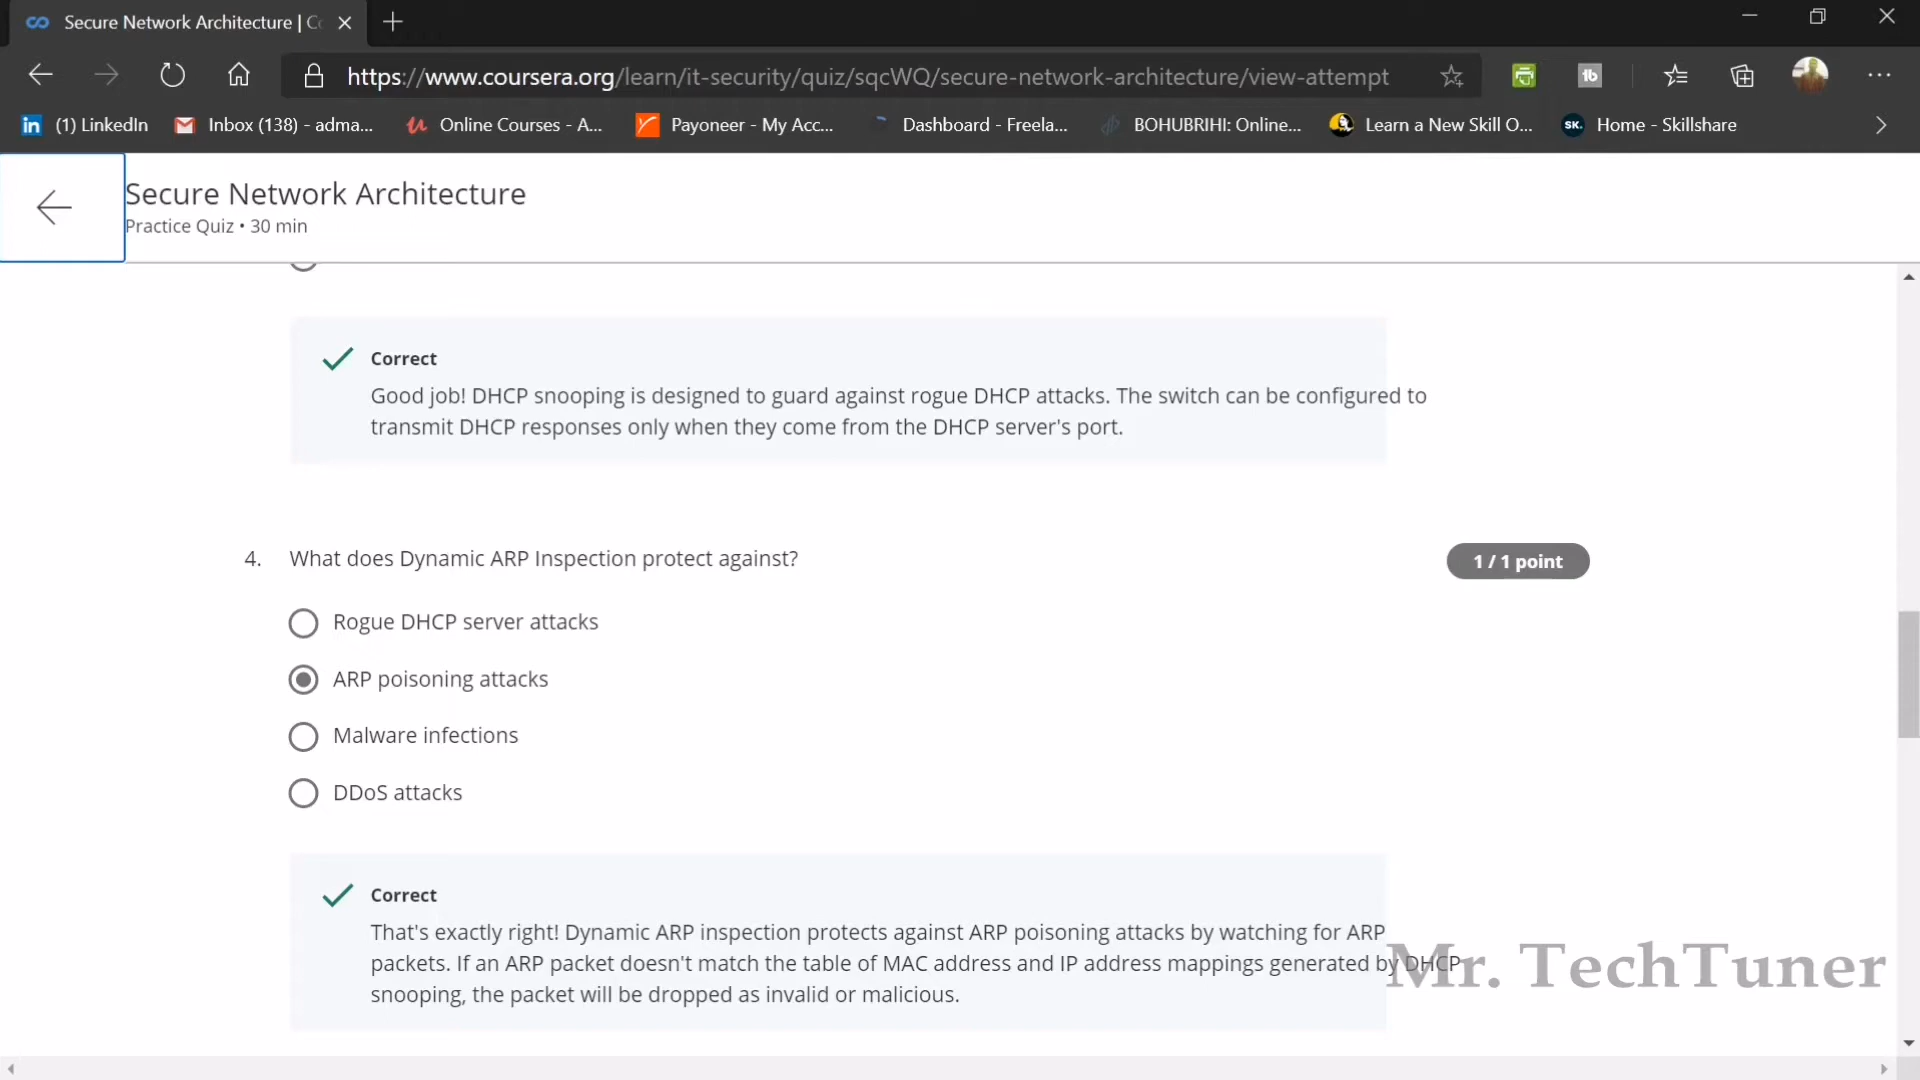 Secure Network Architecture | Co
https://www.coursera.org/learn/it-security/quiz/sqcWQ/secure-network-architecture/view-attempt
tb
in (1) LinkedIn
Inbox (138) - adma...
Online Courses - A...
Payoneer - My Acc...
Dashboard - Freela...
BOHUBRIHI: Online...
Learn a New Skill O...
SK. Home - Skillshare
Secure Network Architecture
Practice Quiz • 30 min
Correct
Good job! DHCP snooping is designed to guard against rogue DHCP attacks. The switch can be configured to
transmit DHCP responses only when they come from the DHCP server's port.
4. What does Dynamic ARP Inspection protect against?
1 / 1 point
Rogue DHCP server attacks
ARP poisoning attacks
Malware infections
DDoS attacks
Correct
That's exactly right! Dynamic ARP inspection protects against ARP poisoning attacks by watching for ARP
packets. If an ARP packet doesn't match the table of MAC address and IP address mappings generated by DHCP
snooping, the packet will be dropped as invalid or malicious.
Mr. TechTuner